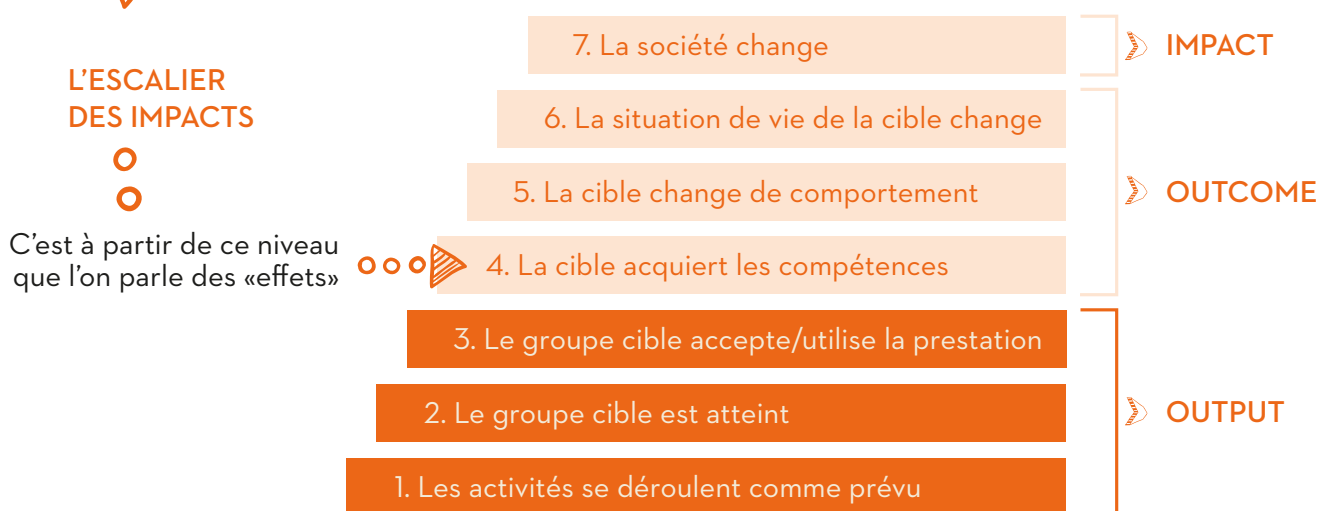 L'ESCALIER
DES IMPACTS
7. La société change
IMPACT
6. La situation de vie de la cible change
5. La cible change de comportement
OUTCOME
C'est à partir de ce niveau
que l'on parle des «effets»
4. La cible acquiert les compétences
3. Le groupe cible accepte/utilise la prestation
2. Le groupe cible est atteint
OUTPUT
1. Les activités se déroulent comme prévu